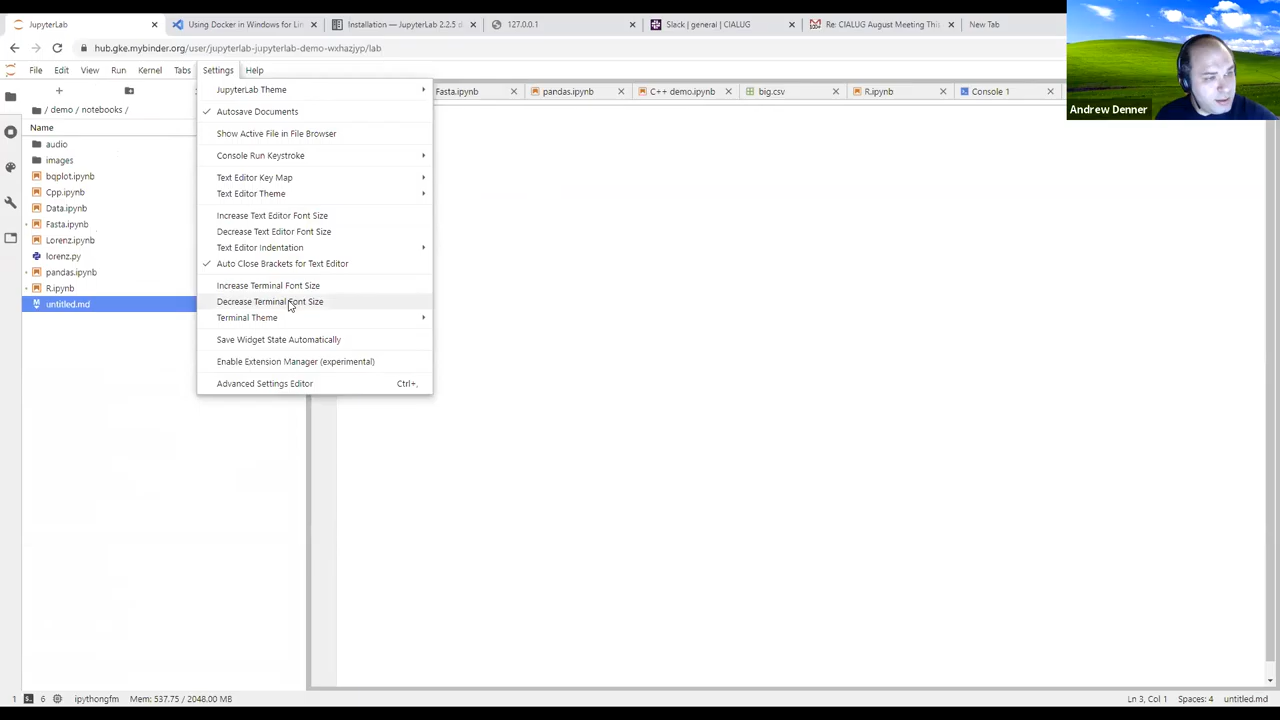 JupyterLab
Using Docker in Windows for Lin
Installation — JupyterLab 2.2.5 d
127.0.0.1
Slack | general | CIALUG
Re: CIALUG August Meeting Thi
New Tab
hub.gke.mybinder.org/user/jupyterlab-jupyterlab-demo-wxhazjyp/lab
File Edit View Run Kernel Tabs Settings Help
JupyterLab Theme
Autosave Documents
Show Active File in File Browser
Console Run Keystroke
Text Editor Key Map
Text Editor Theme
Increase Text Editor Font Size
Decrease Text Editor Font Size
Text Editor Indentation
Auto Close Brackets for Text Editor
Increase Terminal Font Size
Decrease Terminal Font Size
Terminal Theme
Save Widget State Automatically
Enable Extension Manager (experimental)
Advanced Settings Editor Ctrl+,
/ demo / notebooks /
Name
audio
images
bqplot.ipynb
Cpp.ipynb
Data.ipynb
Fasta.ipynb
Lorenz.ipynb
lorenz.py
pandas.ipynb
R.ipynb
untitled.md
Fasta.ipynb
pandas.ipynb
C++ demo.ipynb
big.csv
R.ipynb
Console 1
Andrew Denner
1 6 ipythongfm Mem: 537.75 / 2048.00 MB
Ln 3, Col 1 Spaces: 4 untitled.md